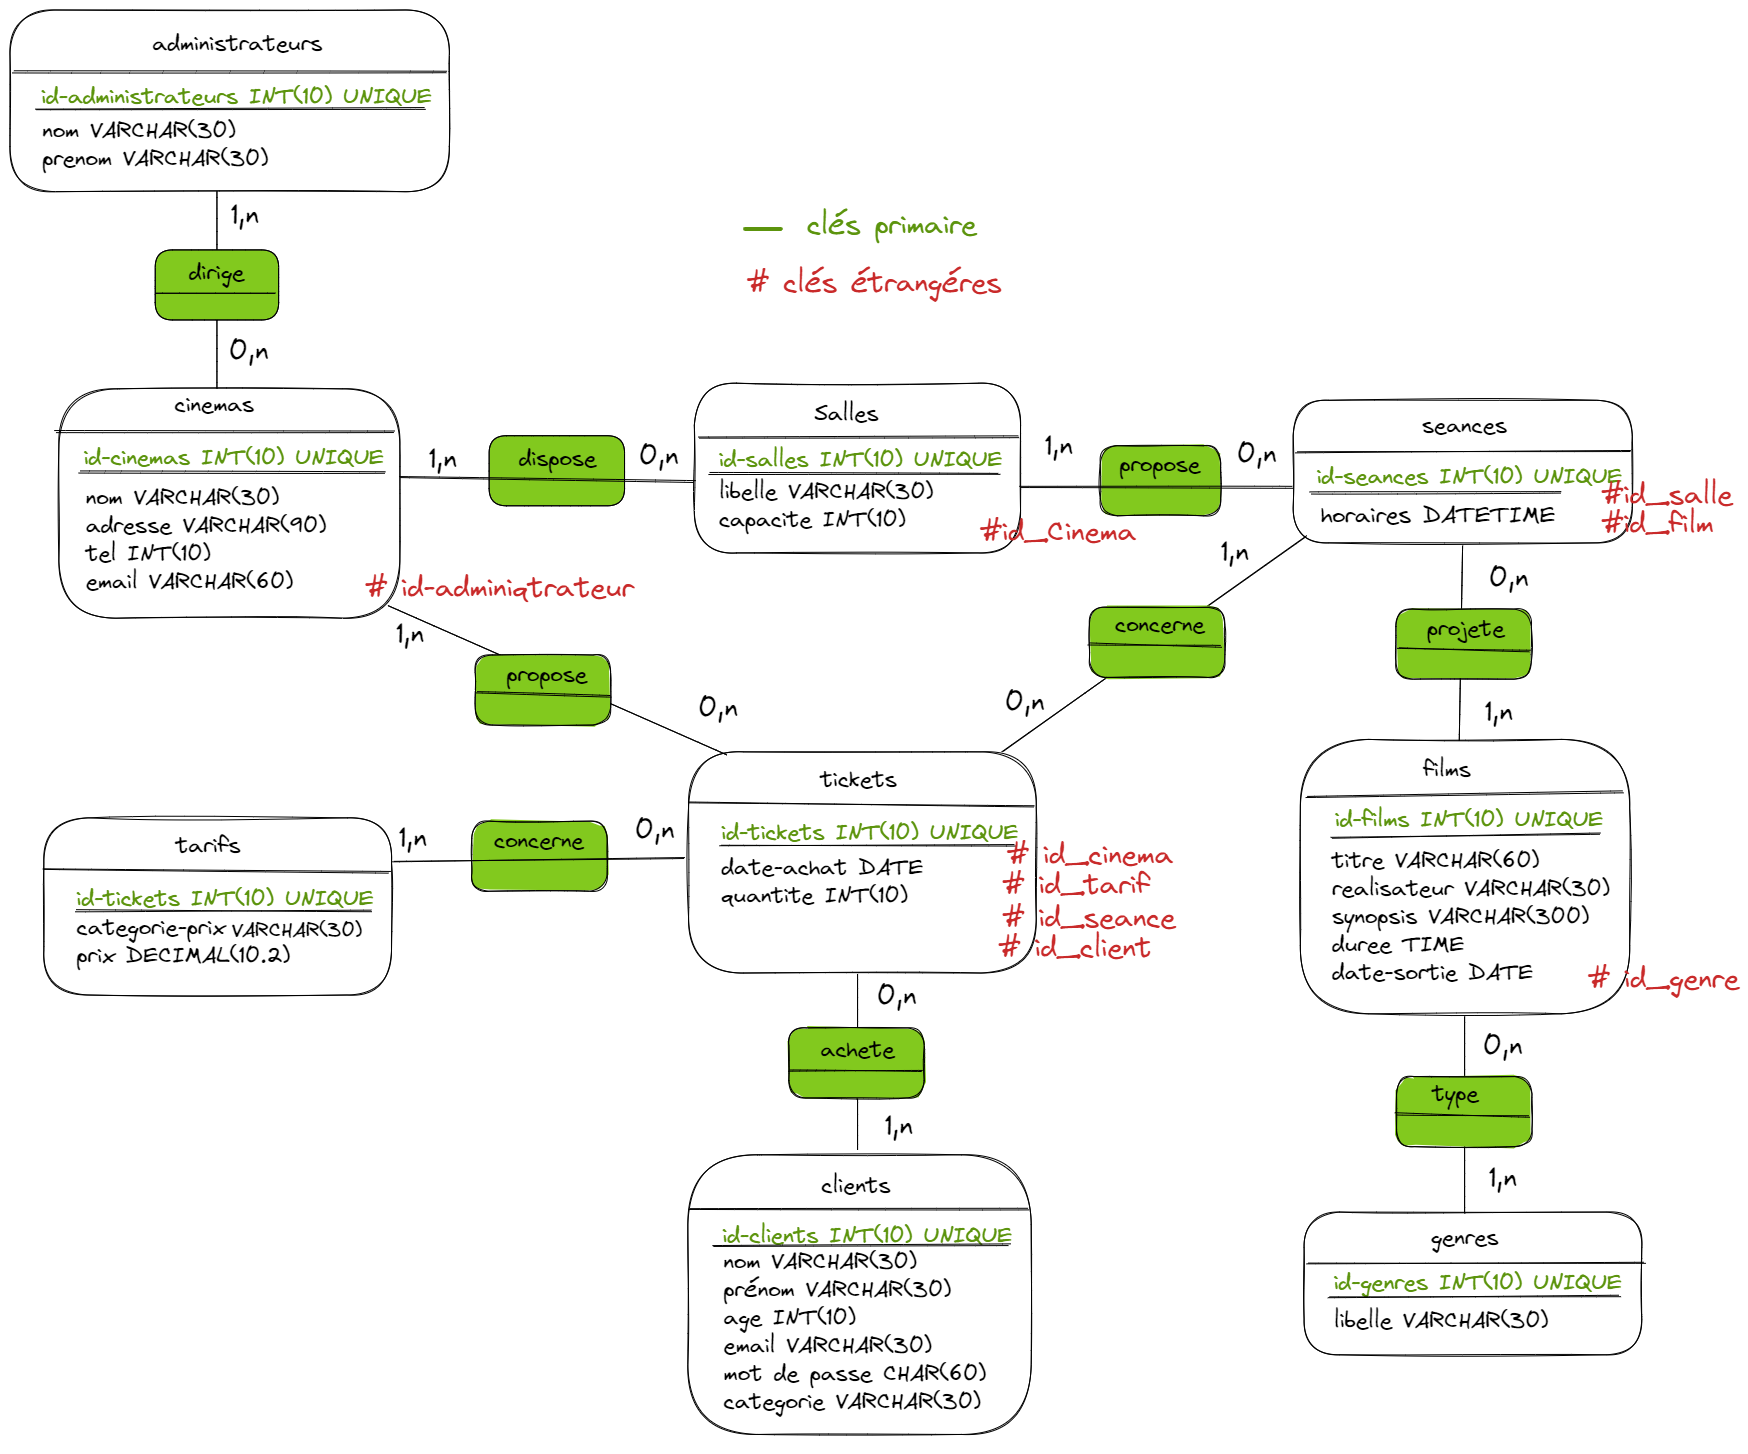 administrateurs
id-administrateurs INT(10) UNIQUE
nom VARCHAR(30)
prenom VARCHAR(30)
1,n
dirige
0,n
clés primaire
# clés étrangéres
cinemas
id-cinemas INT(10) UNIQUE
nom VARCHAR(30)
adresse VARCHAR(90)
tel INT(10)
email VARCHAR(60)
# id-adminiqtrateur
1,n
dispose
0,n
Salles
id-salles INT(10) UNIQUE
libelle VARCHAR(30)
capacite INT(10)
#id_Cinema
1,n
propose
0,n
seances
id-seances INT(10) UNIQUE
horaires DATETIME
#id_salle
#id_film
1,n
propose
0,n
1,n
concerne
0,n
0,n
projete
1,n
tarifs
id-tickets INT(10) UNIQUE
categorie-prix VARCHAR(30)
prix DECIMAL(10.2)
1,n
concerne
0,n
tickets
id-tickets INT(10) UNIQUE
date-achat DATE
quantite INT(10)
# id_cinema
# id_tarif
# id_seance
# id_client
films
id-films INT(10) UNIQUE
titre VARCHAR(60)
realisateur VARCHAR(30)
synopsis VARCHAR(300)
duree TIME
date-sortie DATE
# id_genre
0,n
achete
1,n
0,n
type
1,n
clients
id-clients INT(10) UNIQUE
nom VARCHAR(30)
prénom VARCHAR(30)
age INT(10)
email VARCHAR(30)
mot de passe CHAR(60)
categorie VARCHAR(30)
genres
id-genres INT(10) UNIQUE
libelle VARCHAR(30)